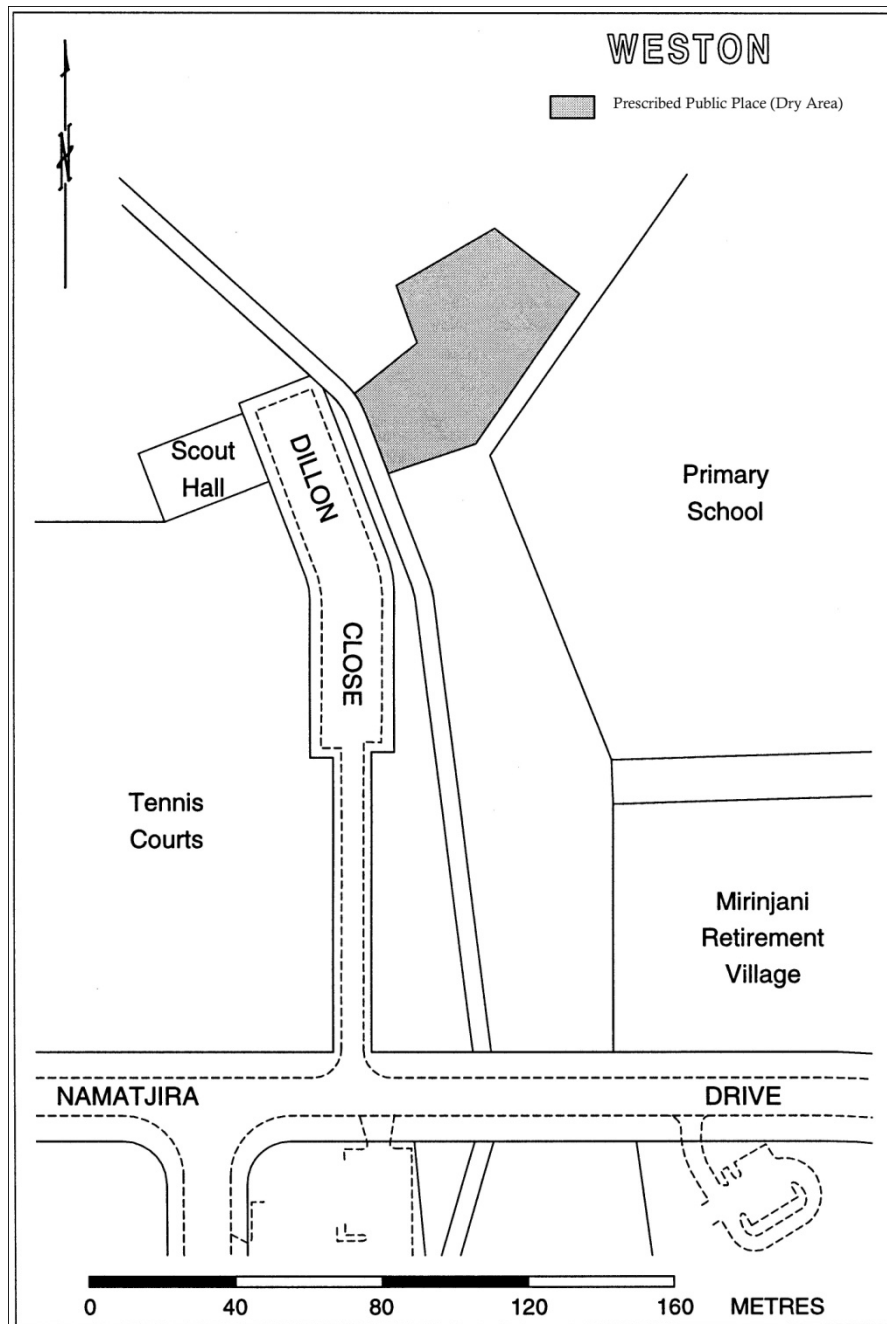 WESTON
Prescribed Public Place (Dry Area)
N
Scout
Hall
DILLON
CLOSE
Primary
School
Tennis
Courts
Mirinjani
Retirement
Village
NAMATJIRA DRIVE
0 40 80 120 160 METRES